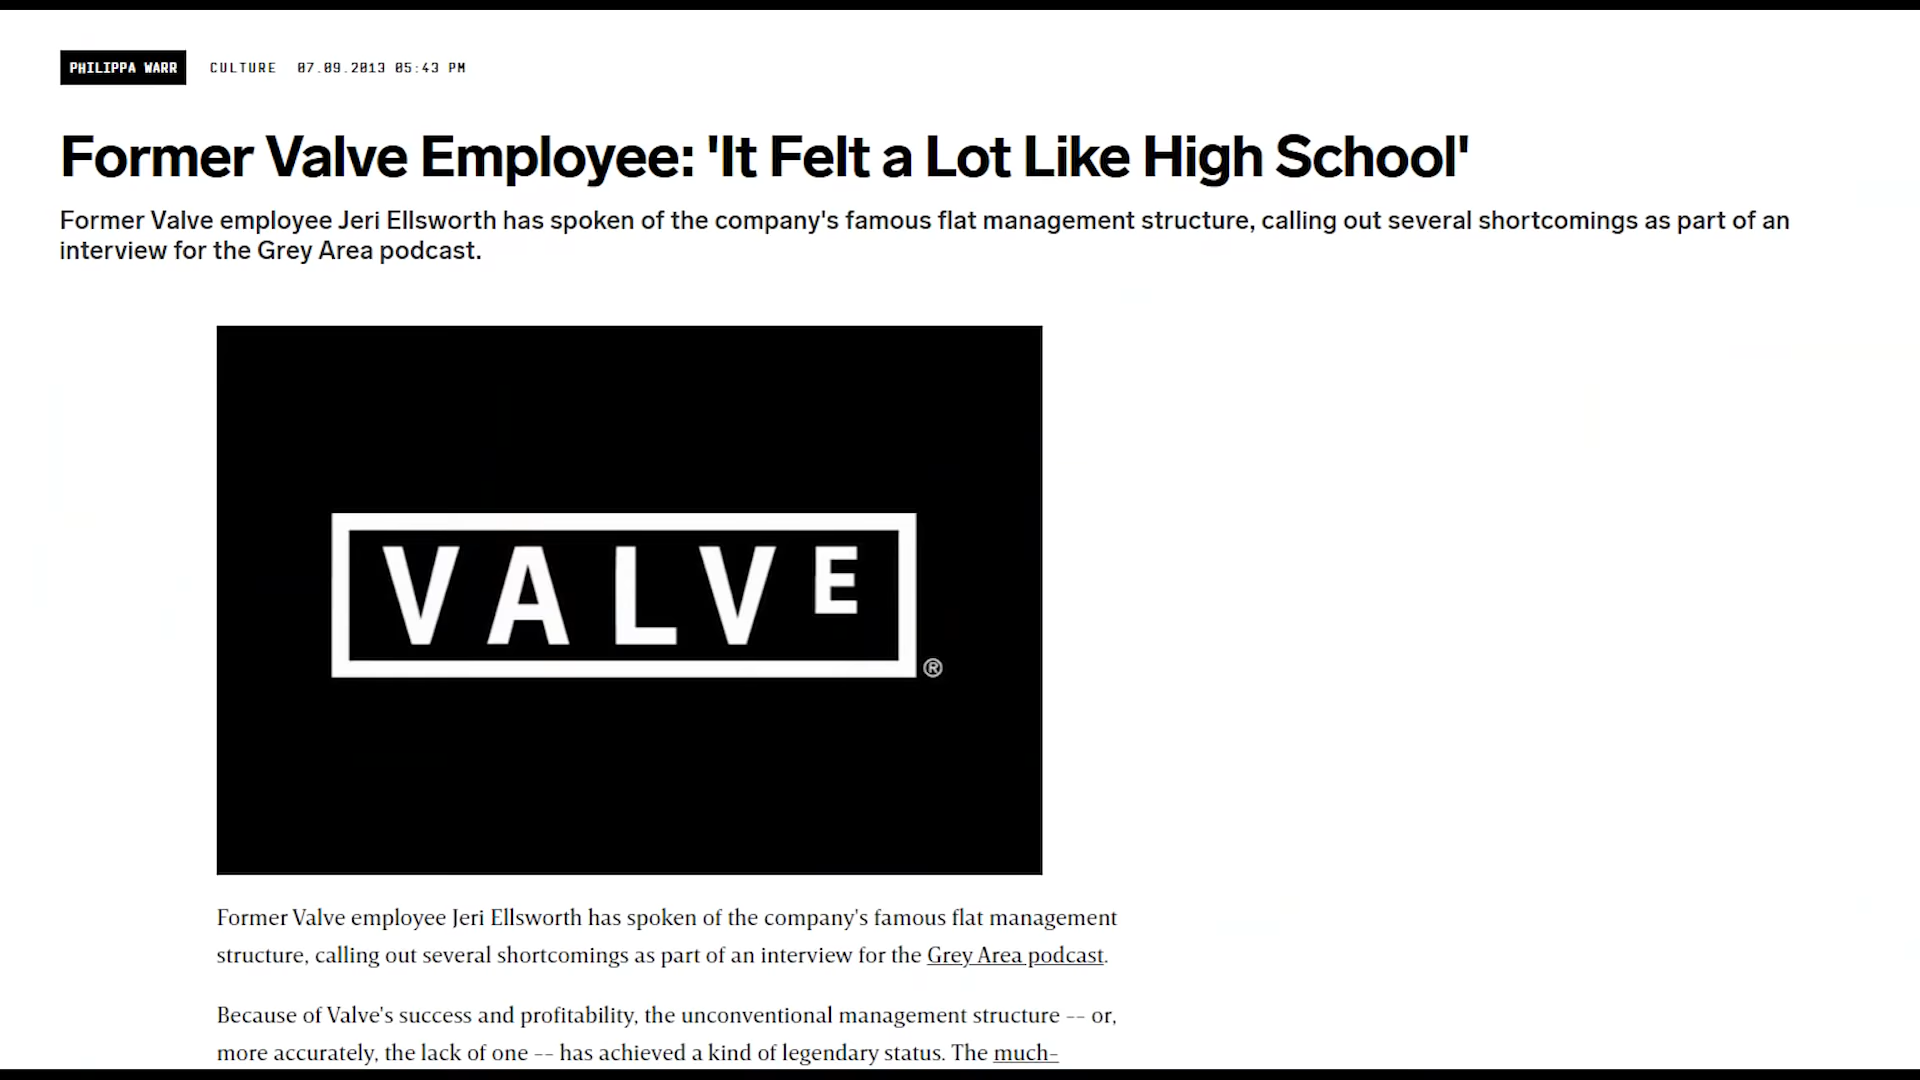 PHILIPPA WARR CULTURE 07.09.2013 05:43 PM
Former Valve Employee: 'It Felt a Lot Like High School'
Former Valve employee Jeri Ellsworth has spoken of the company's famous flat management structure, calling out several shortcomings as part of an
interview for the Grey Area podcast.
VALVE ®
Former Valve employee Jeri Ellsworth has spoken of the company's famous flat management
structure, calling out several shortcomings as part of an interview for the Grey Area podcast.
Because of Valve's success and profitability, the unconventional management structure -- or,
more accurately, the lack of one -- has achieved a kind of legendary status. The much-